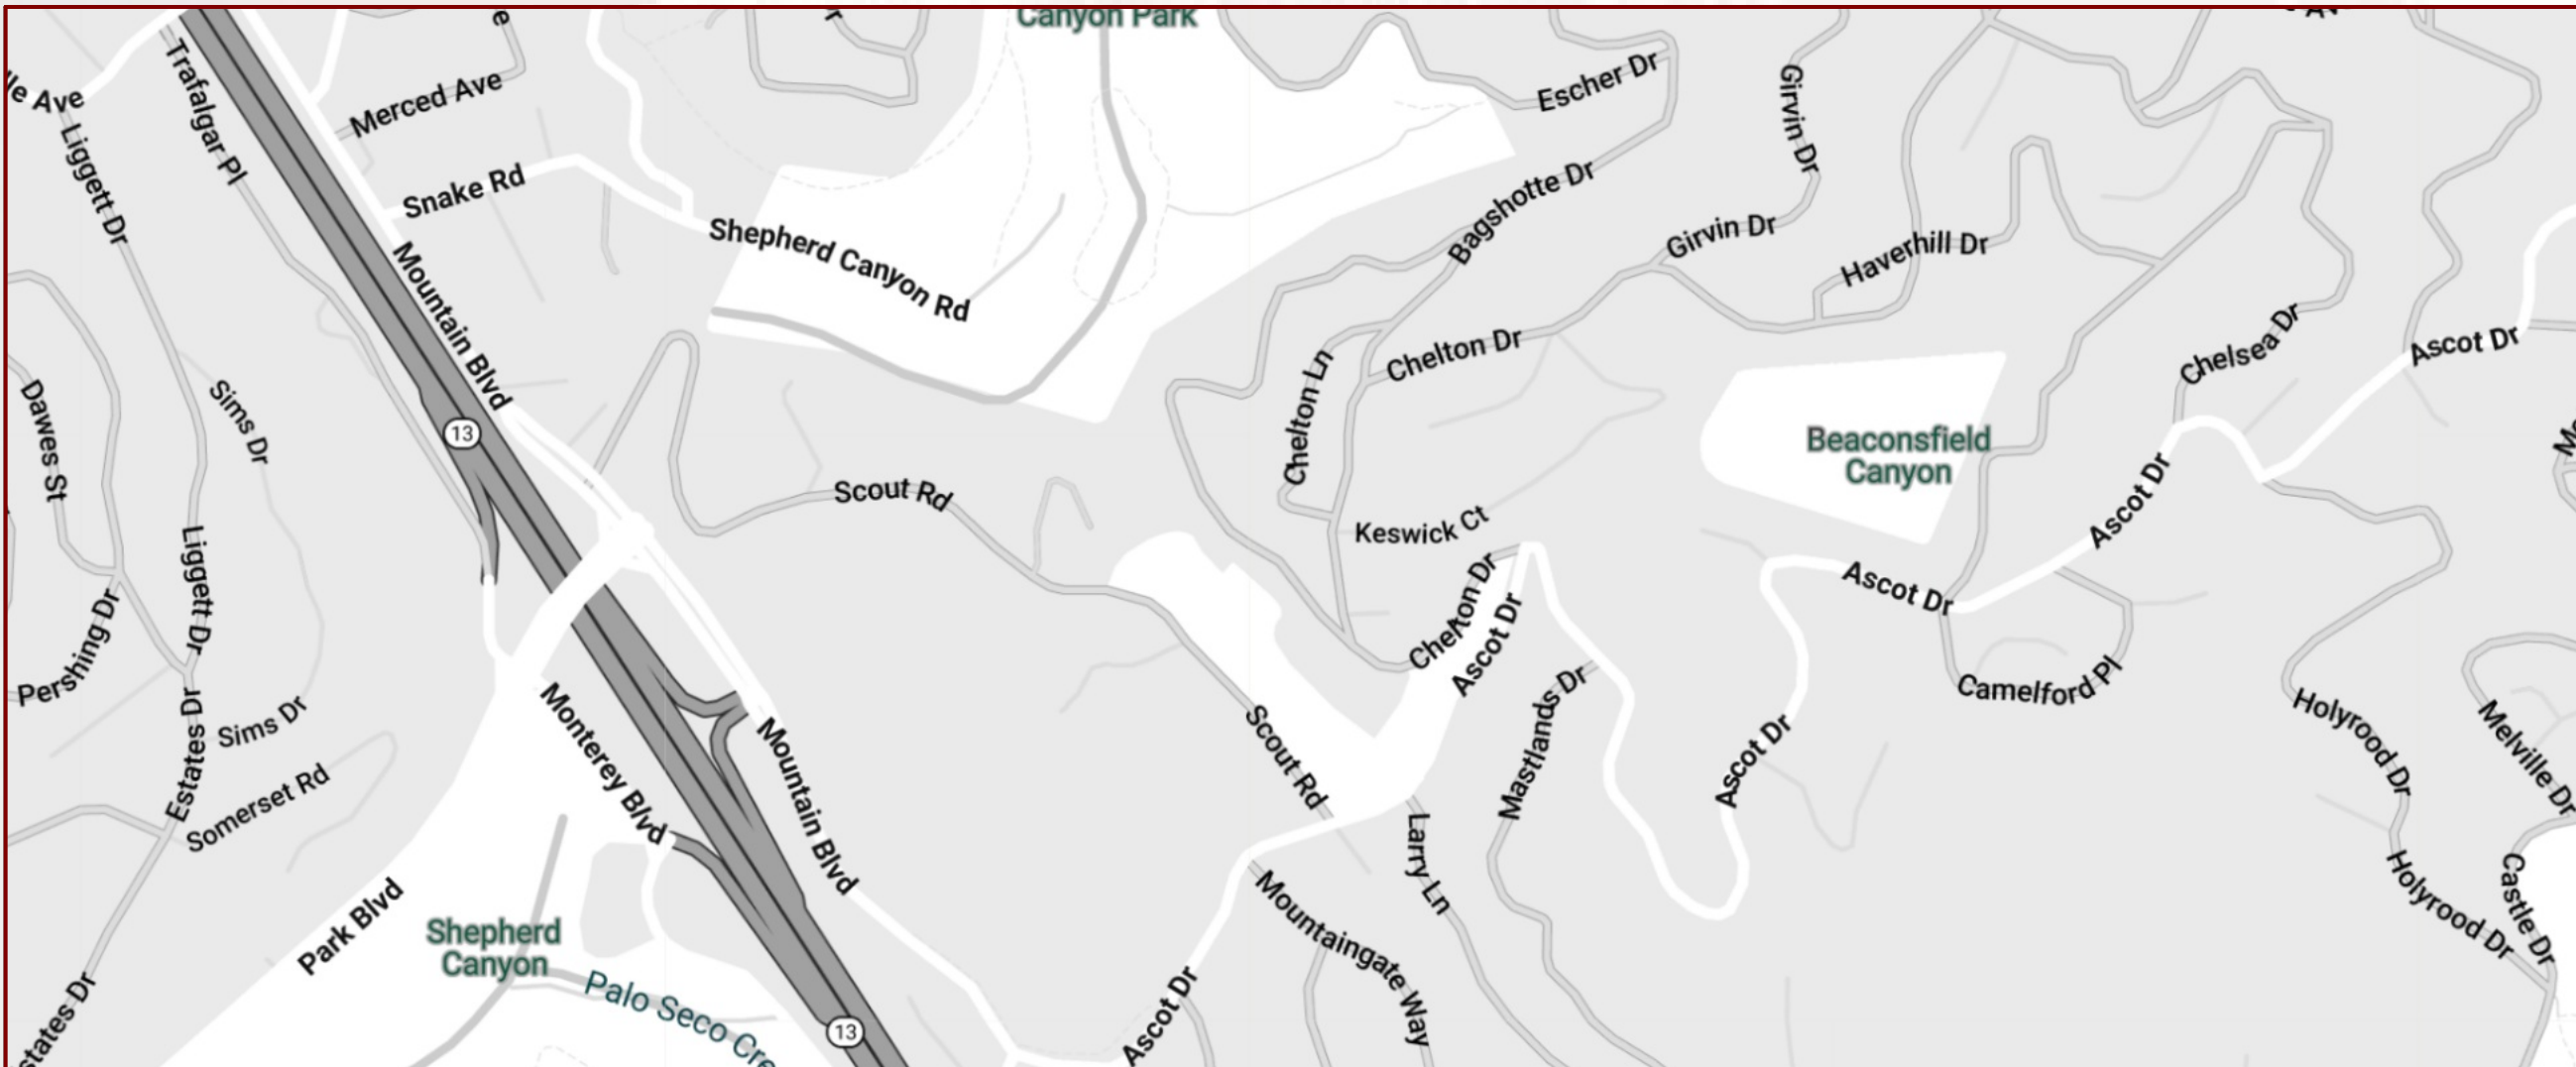 Canyon Park
Trafalgar Pl
Merced Ave
Escher Dr
Girvin Dr
Ave
Liggett Dr
Snake Rd
Shepherd Canyon Rd
Bagshotte Dr
Girvin Dr
Haverhill Dr
Mountain Blvd
Chelton Dr
Chelsea Dr
Ascot Dr
Dawes St
Sims Dr
13
Chelton Ln
Beaconsfield
Canyon
Scout Rd
Keswick Ct
Ascot Dr
Liggett Dr
Pershing Dr
Chelton Dr
Ascot Dr
Ascot Dr
Camelford Pl
Sims Dr
Estates Dr
Somerset Rd
Monterey Blvd
Mountain Blvd
Scout Rd
Mastlands Dr
Ascot Dr
Holyrood Dr
Melville Dr
Park Blvd
Larry Ln
Mountaingate Way
Holyrood Dr
Castle Dr
Shepherd
Canyon
Palo Seco
Ascot Dr
13